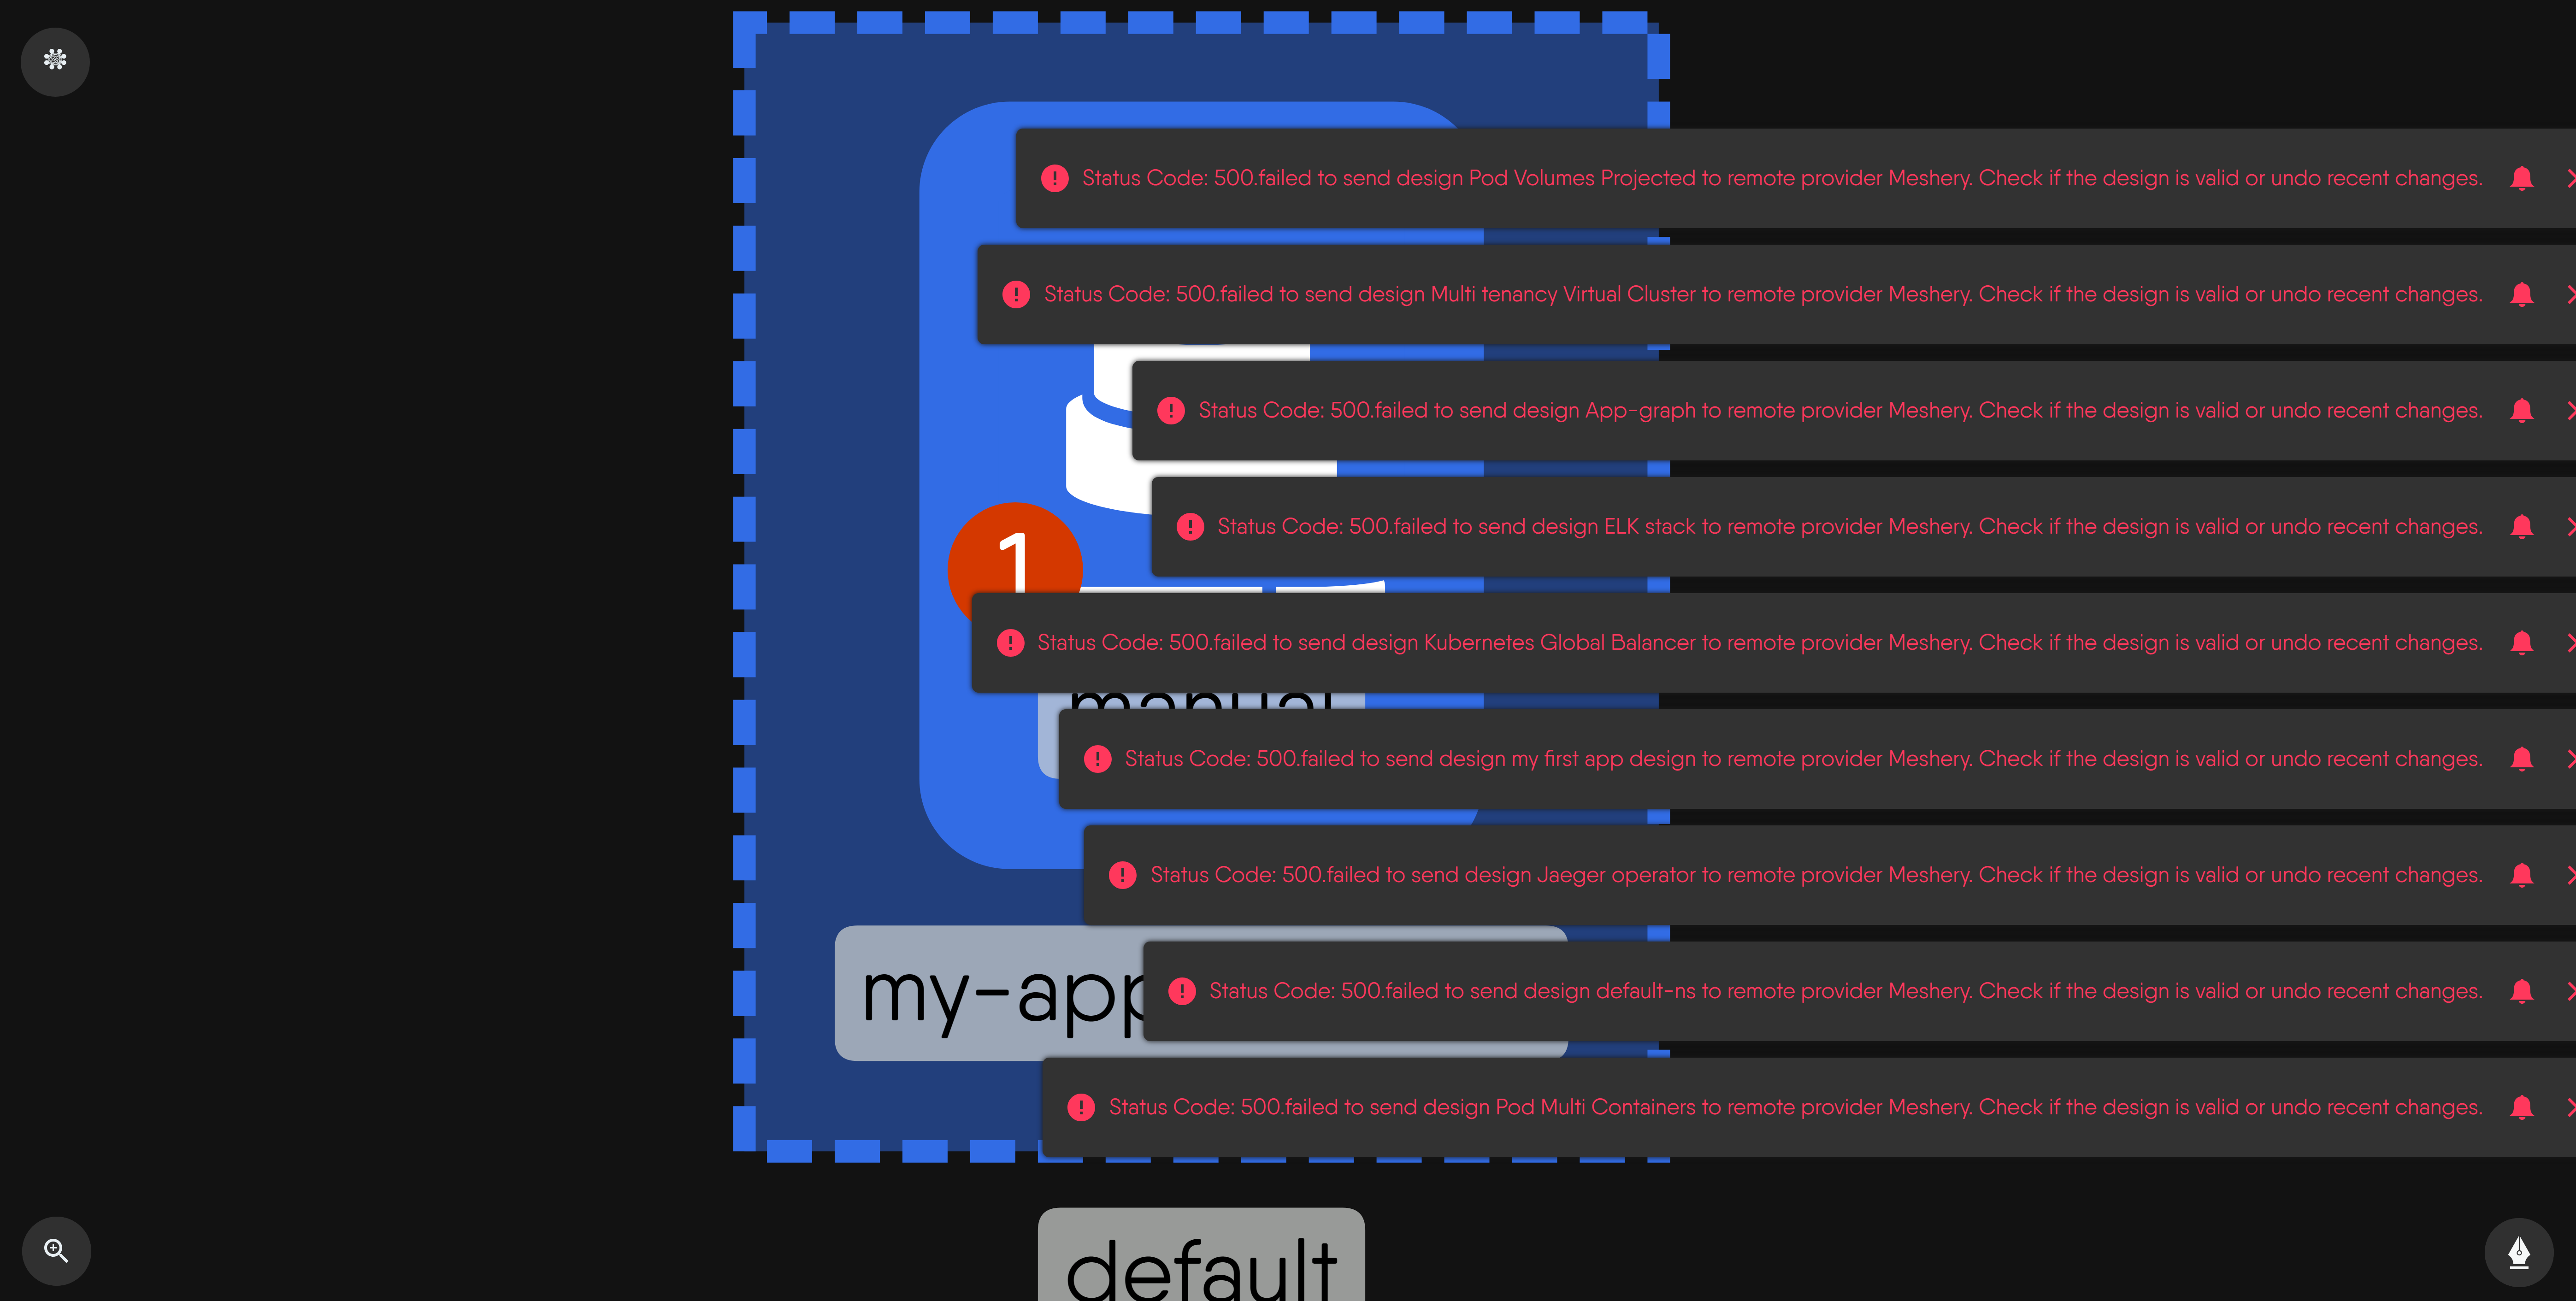 Status Code: 500.failed to send design Pod Volumes Projected to remote provider Meshery. Check if the design is valid or undo recent changes.
Status Code: 500.failed to send design Multi tenancy Virtual Cluster to remote provider Meshery. Check if the design is valid or undo recent changes.
Status Code: 500.failed to send design App-graph to remote provider Meshery. Check if the design is valid or undo recent changes.
Status Code: 500.failed to send design ELK stack to remote provider Meshery. Check if the design is valid or undo recent changes.
1
Status Code: 500.failed to send design Kubernetes Global Balancer to remote provider Meshery. Check if the design is valid or undo recent changes.
manual
Status Code: 500.failed to send design my first app design to remote provider Meshery. Check if the design is valid or undo recent changes.
Status Code: 500.failed to send design Jaeger operator to remote provider Meshery. Check if the design is valid or undo recent changes.
my-app
Status Code: 500.failed to send design default-ns to remote provider Meshery. Check if the design is valid or undo recent changes.
Status Code: 500.failed to send design Pod Multi Containers to remote provider Meshery. Check if the design is valid or undo recent changes.
default